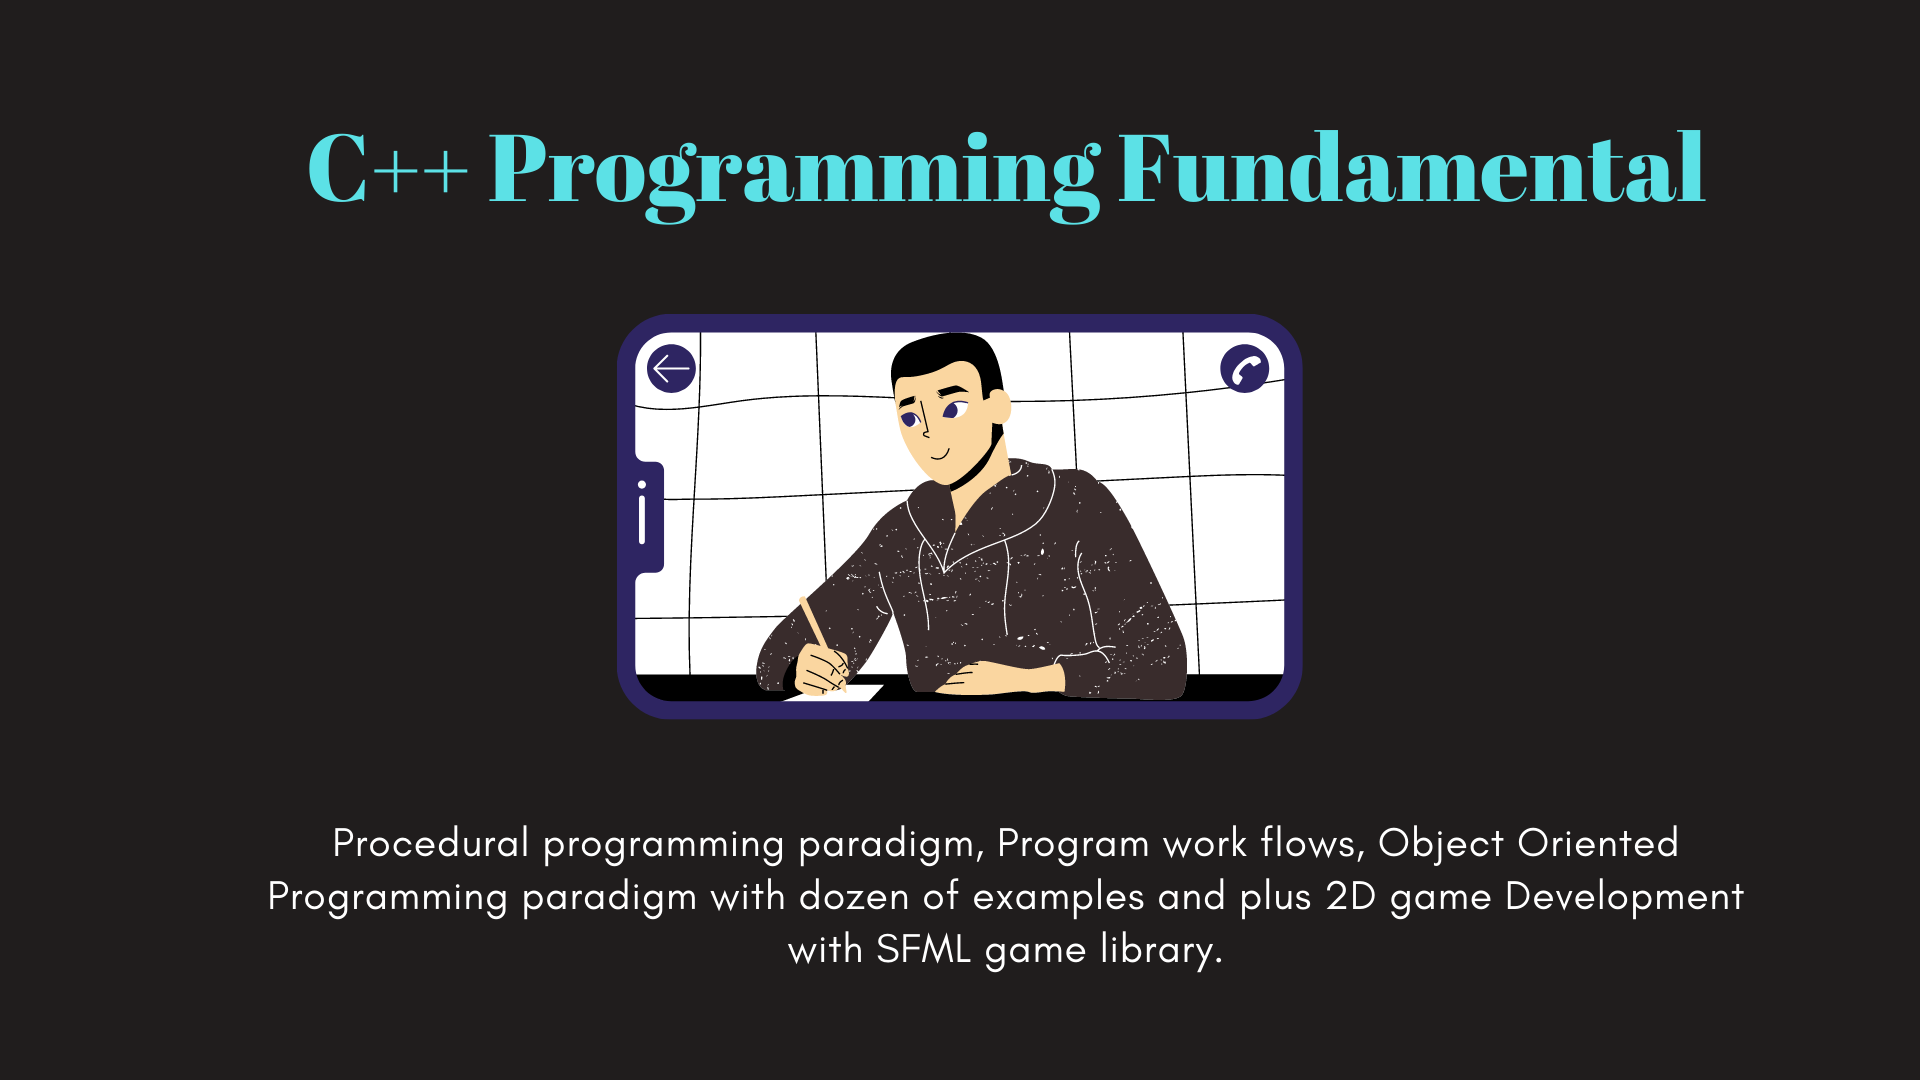 C++ Programming Fundamental
Procedural programming paradigm, Program work flows, Object Oriented
Programming paradigm with dozen of examples and plus 2D game Development
with SFML game library.